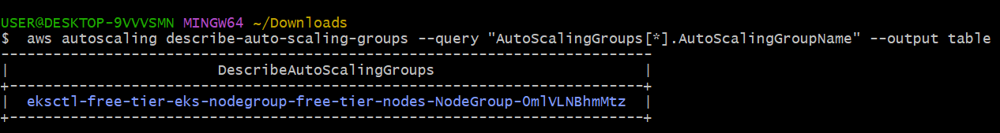 USER@DESKTOP-9VVVSMN MINGW64 ~/Downloads
$  aws autoscaling describe-auto-scaling-groups --query "AutoScalingGroups[*].AutoScalingGroupName" --output table
---------------------------------------------------------------------------
|                        DescribeAutoScalingGroups                        |
+-------------------------------------------------------------------------+
|  eksctl-free-tier-eks-nodegroup-free-tier-nodes-NodeGroup-OmlVLNBhmMtz  |
+-------------------------------------------------------------------------+